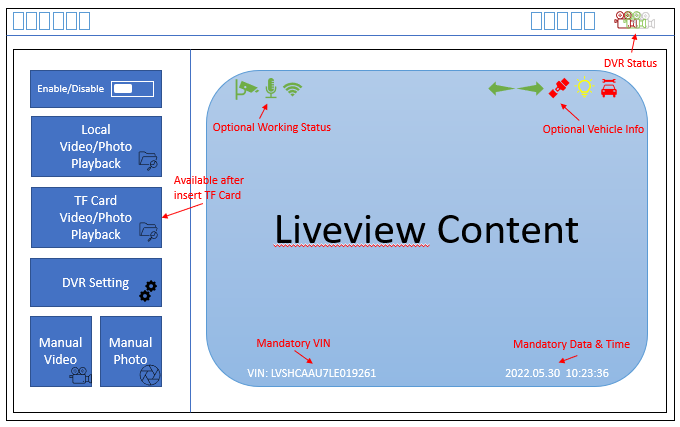 DVR Status
Enable/Disable
Optional Working Status
Optional Vehicle Info
Local
Video/Photo
Playback
Available after
insert TF Card
TF Card
Video/Photo
Playback
Liveview Content
DVR Setting
Manual
Video
Manual
Photo
Mandatory VIN
Mandatory Data & Time
VIN: LVSHCAAU7LE019261
2022.05.30 10:23:36